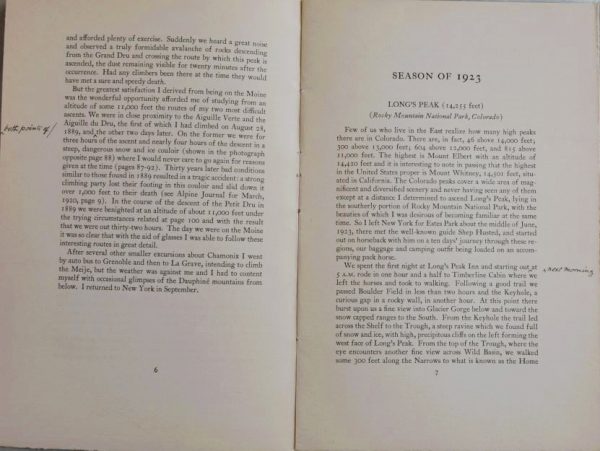 and afforded plenty of exercise. Suddenly we heard a great noise
and observed a truly formidable avalanche of rocks descending
from the Grand Dru and crossing the route by which this peak is
ascended, the dust remaining visible for twenty minutes after the
occurrence. Had any climbers been there at the time they would
have met a sure and speedy death.
But the greatest satisfaction I derived from being on the Moine
was the wonderful opportunity afforded me of studying from an
altitude of some 11,000 feet the routes of my two most difficult
ascents. We were in close proximity to the Aiguille Verte and the
Aiguille du Dru, the first of which I had climbed on August 28,
both points of/
1889, and the other two days later. On the former we were for
three hours of the ascent and nearly four hours of the descent in a
steep, dangerous snow and ice couloir (shown in the photograph
opposite page 88) where I would never care to go again for reasons
given at the time (pages 87-92). Thirty years later had conditions
similar to those found in 1889 resulted in a tragic accident: a strong
climbing party lost their footing in this couloir and slid down it
over 1,000 feet to their death (see Alpine Journal for March,
1920, page 9). In the course of the descent of the Petit Dru in
1889 we were benighted at an altitude of about 11,000 feet under
the trying circumstances related at page 100 and with the result
that we were out thirty-two hours. The day we were on the Moine
it was so clear that with the aid of glasses I was able to follow these
interesting routes in great detail.
After several other smaller excursions about Chamonix I went
by auto bus to Grenoble and then to La Grave, intending to climb
the Meije, but the weather was against me and I had to content
myself with occasional glimpses of the Dauphiné mountains from
below. I returned to New York in September.
6
SEASON OF 1923
LONG'S PEAK (14,255 feet)
(Rocky Mountain National Park, Colorado)
Few of us who live in the East realize how many high peaks
there are in Colorado. There are, in fact, 46 above 14,000 feet;
300 above 13,000 feet; 604 above 12,000 feet, and 815 above
11,000 feet. The highest is Mount Elbert with an altitude of
14,420 feet and it is interesting to note in passing that the highest
in the United States proper is Mount Whitney, 14,501 feet, situ-
ated in California. The Colorado peaks cover a wide area of mag-
nificent and diversified scenery and never having seen any of them
except at a distance I determined to ascend Long's Peak, lying in
the southerly portion of Rocky Mountain National Park, with the
beauties of which I was desirous of becoming familiar at the same
time. So I left New York for Estes Park about the middle of June,
1923, there met the well-known guide Shep Husted, and started
out on horseback with him on a ten days' journey through these re-
gions, our baggage and camping outfit being loaded on an accom-
panying pack horse.
We spent the first night at Long's Peak Inn and starting out at
next morning
5 A.M. rode in one hour and a half to Timberline Cabin where we
left the horses and took to walking. Following a good trail we
passed Boulder Field in less than two hours and the Keyhole, a
curious gap in a rocky wall, in another hour. At this point there
burst upon us a fine view into Glacier Gorge below and toward the
snow capped ranges to the South. From the Keyhole the trail led
across the Shelf to the Trough, a steep ravine which we found full
of snow and ice, with high, precipitous cliffs on the left forming the
west face of Long's Peak. From the top of the Trough, where the
eye encounters another fine view across Wild Basin, we walked
some 300 feet along the Narrows to what is known as the Home
7